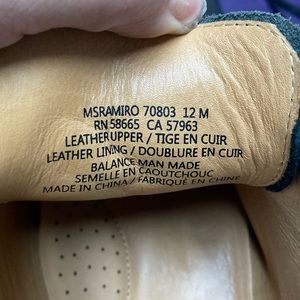 MSRAMIRO 70803 12 M
RN 58665 CA 57963
LEATHER UPPER / TIGE EN CUIR
LEATHER LINING / DOUBLURE EN CUIR
BALANCE MAN MADE
SEMELLE EN CAOUTCHOUC
MADE IN CHINA / FABRIQUÉ EN CHINE